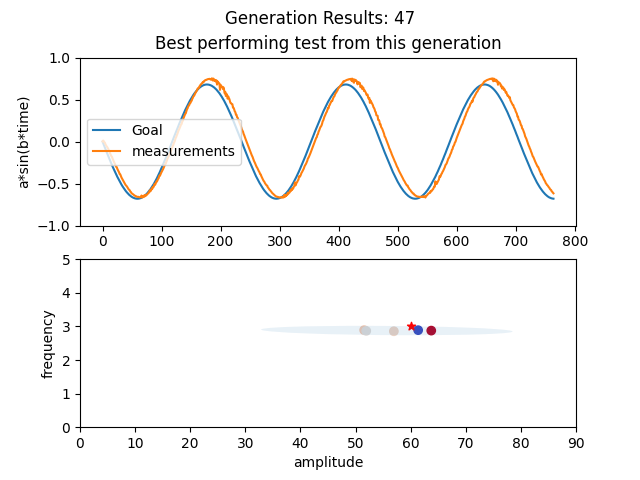 Generation Results: 47
Best performing test from this generation
a*sin(b*time)
1.0
0.5
0.0
−0.5
−1.0
Goal
measurements
0 100 200 300 400 500 600 700 800
frequency
5
4
3
2
1
0
0 10 20 30 40 50 60 70 80 90
amplitude